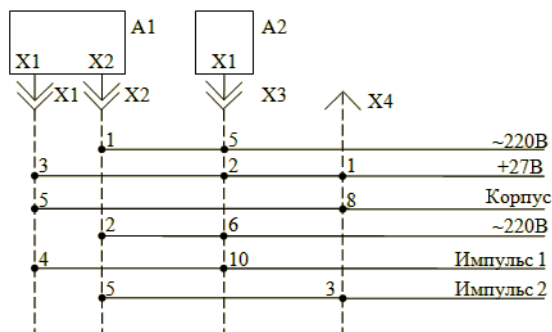 A1 A2
X1 X2 X1
X1 X2 X3 X4
1 5 ~220В
3 2 1 +27В
5 8 Корпус
2 6 ~220В
4 10 Импульс 1
5 3 Импульс 2